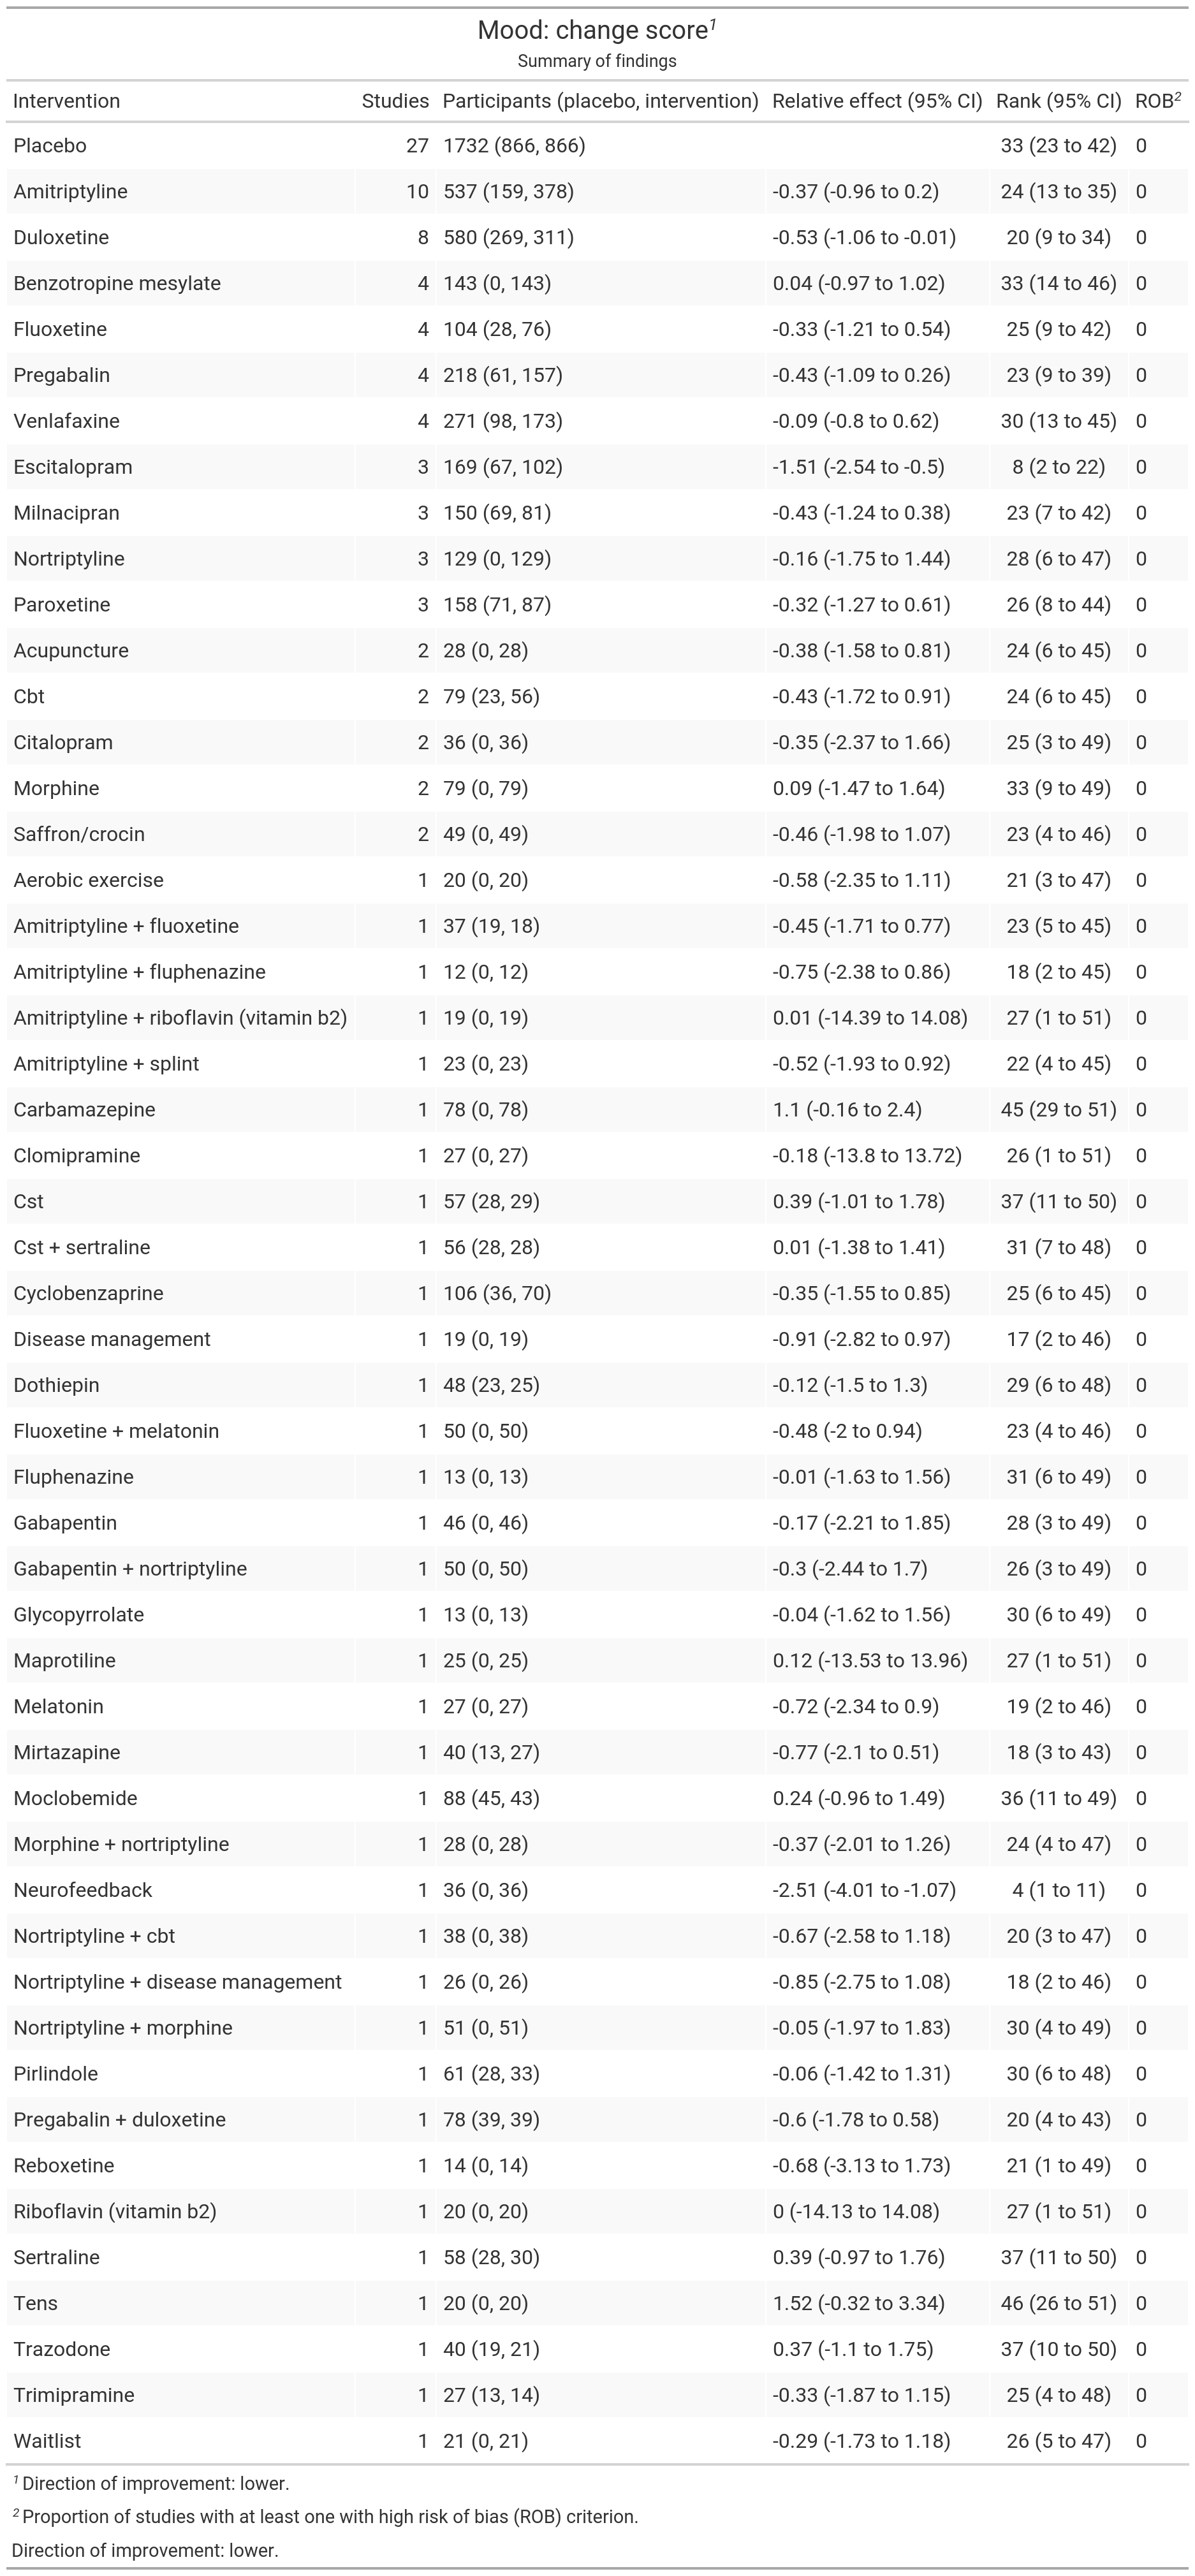 Mood: change score1
Summary of findings
Intervention Studies Participants (placebo, intervention) Relative effect (95% CI) Rank (95% CI) ROB2
Placebo 27 1732 (866, 866) 33 (23 to 42) 0
Amitriptyline 10 537 (159, 378) -0.37 (-0.96 to 0.2) 24 (13 to 35) 0
Duloxetine 8 580 (269, 311) -0.53 (-1.06 to -0.01) 20 (9 to 34) 0
Benzotropine mesylate 4 143 (0, 143) 0.04 (-0.97 to 1.02) 33 (14 to 46) 0
Fluoxetine 4 104 (28, 76) -0.33 (-1.21 to 0.54) 25 (9 to 42) 0
Pregabalin 4 218 (61, 157) -0.43 (-1.09 to 0.26) 23 (9 to 39) 0
Venlafaxine 4 271 (98, 173) -0.09 (-0.8 to 0.62) 30 (13 to 45) 0
Escitalopram 3 169 (67, 102) -1.51 (-2.54 to -0.5) 8 (2 to 22) 0
Milnacipran 3 150 (69, 81) -0.43 (-1.24 to 0.38) 23 (7 to 42) 0
Nortriptyline 3 129 (0, 129) -0.16 (-1.75 to 1.44) 28 (6 to 47) 0
Paroxetine 3 158 (71, 87) -0.32 (-1.27 to 0.61) 26 (8 to 44) 0
Acupuncture 2 28 (0, 28) -0.38 (-1.58 to 0.81) 24 (6 to 45) 0
Cbt 2 79 (23, 56) -0.43 (-1.72 to 0.91) 24 (6 to 45) 0
Citalopram 2 36 (0, 36) -0.35 (-2.37 to 1.66) 25 (3 to 49) 0
Morphine 2 79 (0, 79) 0.09 (-1.47 to 1.64) 33 (9 to 49) 0
Saffron/crocin 2 49 (0, 49) -0.46 (-1.98 to 1.07) 23 (4 to 46) 0
Aerobic exercise 1 20 (0, 20) -0.58 (-2.35 to 1.11) 21 (3 to 47) 0
Amitriptyline + fluoxetine 1 37 (19, 18) -0.45 (-1.71 to 0.77) 23 (5 to 45) 0
Amitriptyline + fluphenazine 1 12 (0, 12) -0.75 (-2.38 to 0.86) 18 (2 to 45) 0
Amitriptyline + riboflavin (vitamin b2) 1 19 (0, 19) 0.01 (-14.39 to 14.08) 27 (1 to 51) 0
Amitriptyline + splint 1 23 (0, 23) -0.52 (-1.93 to 0.92) 22 (4 to 45) 0
Carbamazepine 1 78 (0, 78) 1.1 (-0.16 to 2.4) 45 (29 to 51) 0
Clomipramine 1 27 (0, 27) -0.18 (-13.8 to 13.72) 26 (1 to 51) 0
Cst 1 57 (28, 29) 0.39 (-1.01 to 1.78) 37 (11 to 50) 0
Cst + sertraline 1 56 (28, 28) 0.01 (-1.38 to 1.41) 31 (7 to 48) 0
Cyclobenzaprine 1 106 (36, 70) -0.35 (-1.55 to 0.85) 25 (6 to 45) 0
Disease management 1 19 (0, 19) -0.91 (-2.82 to 0.97) 17 (2 to 46) 0
Dothiepin 1 48 (23, 25) -0.12 (-1.5 to 1.3) 29 (6 to 48) 0
Fluoxetine + melatonin 1 50 (0, 50) -0.48 (-2 to 0.94) 23 (4 to 46) 0
Fluphenazine 1 13 (0, 13) -0.01 (-1.63 to 1.56) 31 (6 to 49) 0
Gabapentin 1 46 (0, 46) -0.17 (-2.21 to 1.85) 28 (3 to 49) 0
Gabapentin + nortriptyline 1 50 (0, 50) -0.3 (-2.44 to 1.7) 26 (3 to 49) 0
Glycopyrrolate 1 13 (0, 13) -0.04 (-1.62 to 1.56) 30 (6 to 49) 0
Maprotiline 1 25 (0, 25) 0.12 (-13.53 to 13.96) 27 (1 to 51) 0
Melatonin 1 27 (0, 27) -0.72 (-2.34 to 0.9) 19 (2 to 46) 0
Mirtazapine 1 40 (13, 27) -0.77 (-2.1 to 0.51) 18 (3 to 43) 0
Moclobemide 1 88 (45, 43) 0.24 (-0.96 to 1.49) 36 (11 to 49) 0
Morphine + nortriptyline 1 28 (0, 28) -0.37 (-2.01 to 1.26) 24 (4 to 47) 0
Neurofeedback 1 36 (0, 36) -2.51 (-4.01 to -1.07) 4 (1 to 11) 0
Nortriptyline + cbt 1 38 (0, 38) -0.67 (-2.58 to 1.18) 20 (3 to 47) 0
Nortriptyline + disease management 1 26 (0, 26) -0.85 (-2.75 to 1.08) 18 (2 to 46) 0
Nortriptyline + morphine 1 51 (0, 51) -0.05 (-1.97 to 1.83) 30 (4 to 49) 0
Pirlindole 1 61 (28, 33) -0.06 (-1.42 to 1.31) 30 (6 to 48) 0
Pregabalin + duloxetine 1 78 (39, 39) -0.6 (-1.78 to 0.58) 20 (4 to 43) 0
Reboxetine 1 14 (0, 14) -0.68 (-3.13 to 1.73) 21 (1 to 49) 0
Riboflavin (vitamin b2) 1 20 (0, 20) 0 (-14.13 to 14.08) 27 (1 to 51) 0
Sertraline 1 58 (28, 30) 0.39 (-0.97 to 1.76) 37 (11 to 50) 0
Tens 1 20 (0, 20) 1.52 (-0.32 to 3.34) 46 (26 to 51) 0
Trazodone 1 40 (19, 21) 0.37 (-1.1 to 1.75) 37 (10 to 50) 0
Trimipramine 1 27 (13, 14) -0.33 (-1.87 to 1.15) 25 (4 to 48) 0
Waitlist 1 21 (0, 21) -0.29 (-1.73 to 1.18) 26 (5 to 47) 0
1 Direction of improvement: lower.
2 Proportion of studies with at least one with high risk of bias (ROB) criterion.
Direction of improvement: lower.